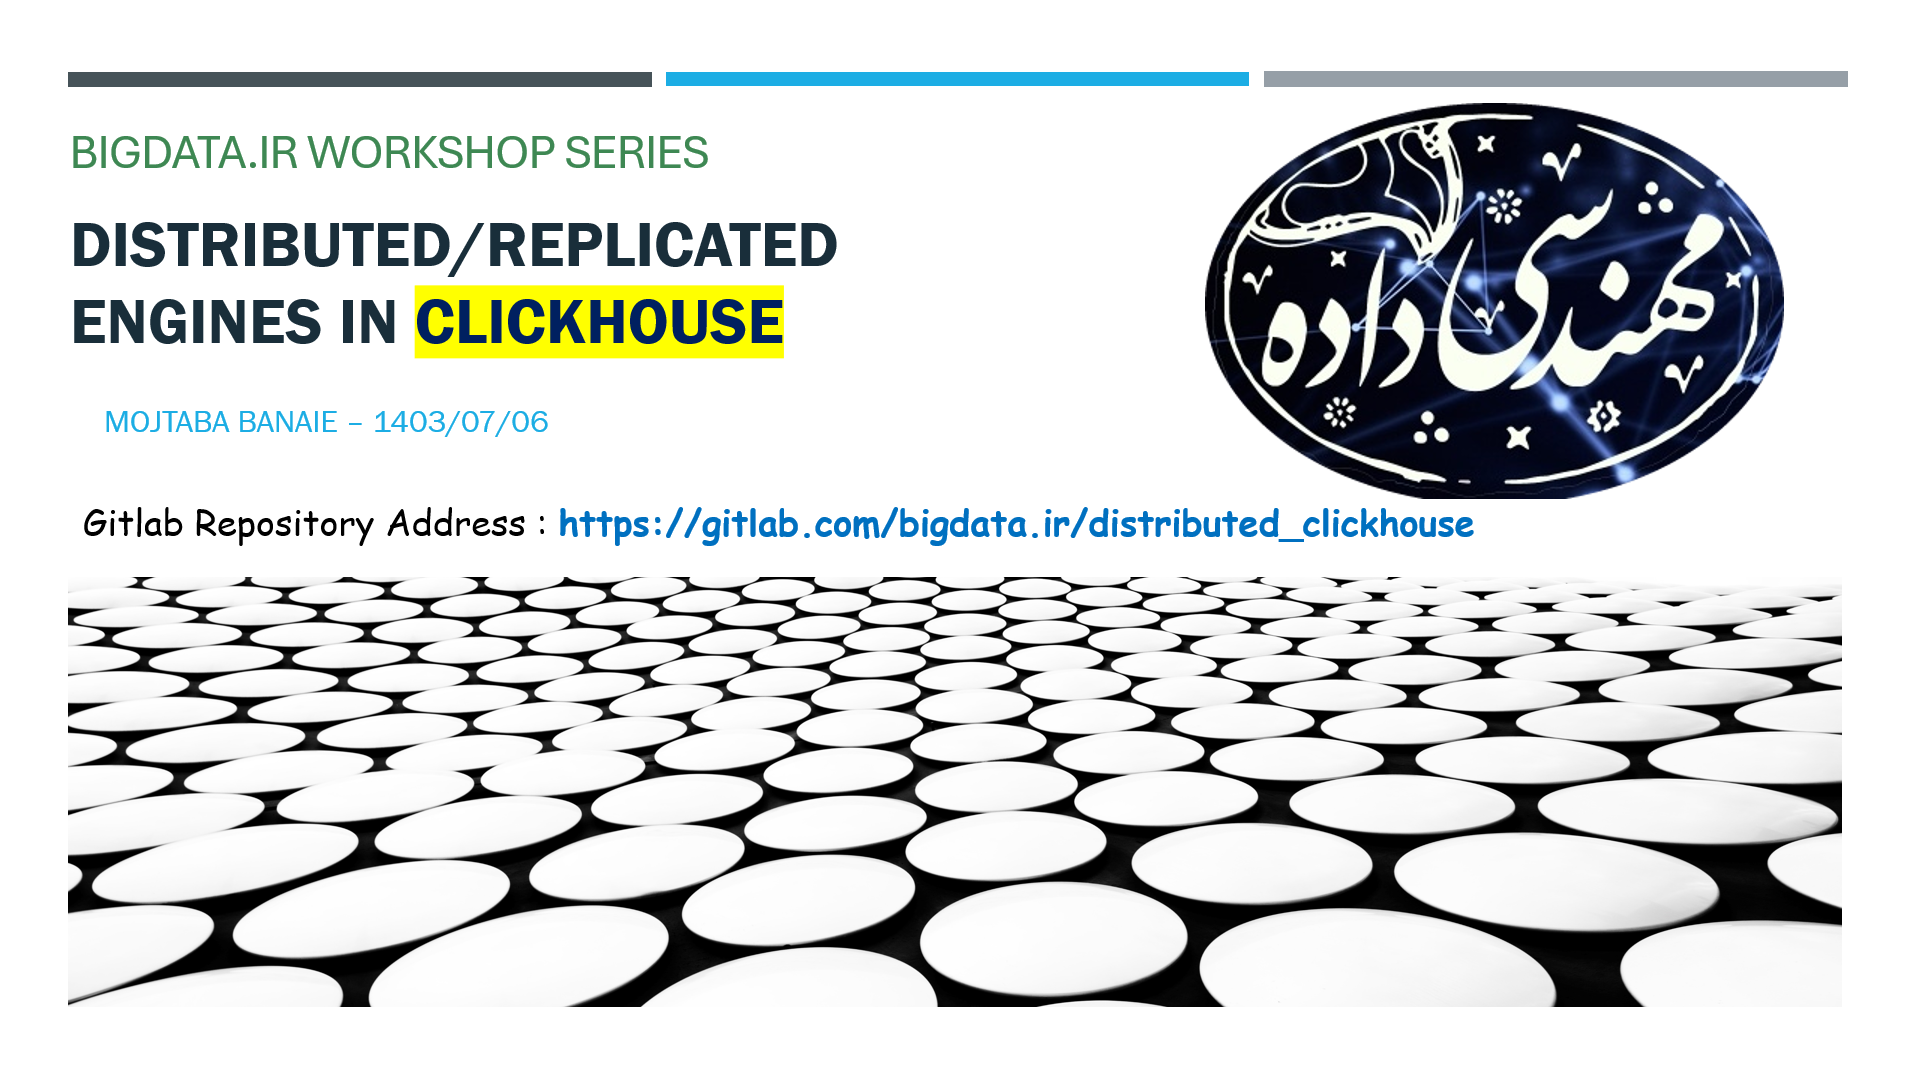 BIGDATA.IR WORKSHOP SERIES
DISTRIBUTED/REPLICATED
ENGINES IN CLICKHOUSE
MOJTABA BANAIE – 1403/07/06
مهندسی داده
Gitlab Repository Address : https://gitlab.com/bigdata.ir/distributed_clickhouse